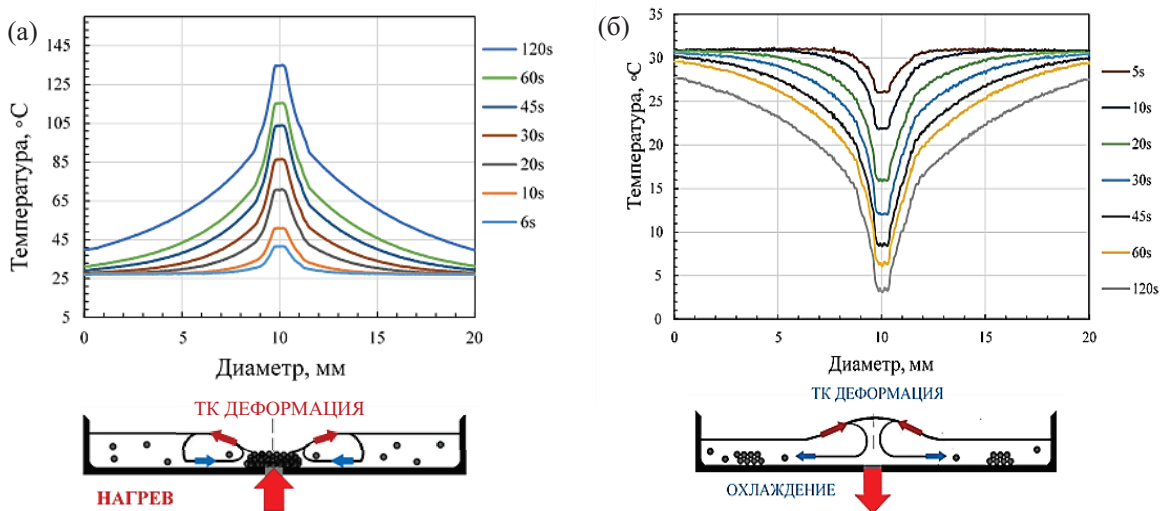 (а)
Температура, °C
145
125
105
85
65
45
25
5
0
5
10
15
20
Диаметр, мм
120s
60s
45s
30s
20s
10s
6s
ТК ДЕФОРМАЦИЯ
НАГРЕВ
(б)
Температура, °C
35
30
25
20
15
10
5
0
0
5
10
15
20
Диаметр, мм
5s
10s
20s
30s
45s
60s
120s
ТК ДЕФОРМАЦИЯ
ОХЛАЖДЕНИЕ